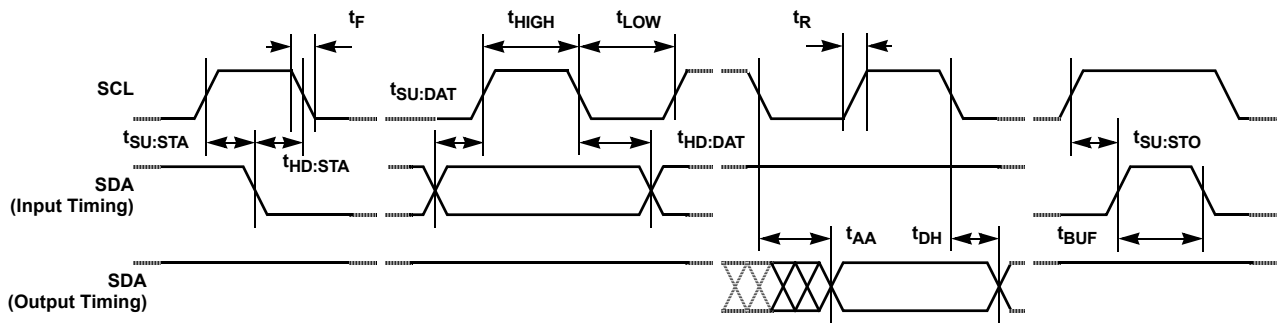 tF
tHIGH
tLOW
tR
SCL
tSU:DAT
tSU:STA
tHD:STA
tHD:DAT
tSU:STO
SDA
(Input Timing)
tAA
tDH
tBUF
SDA
(Output Timing)